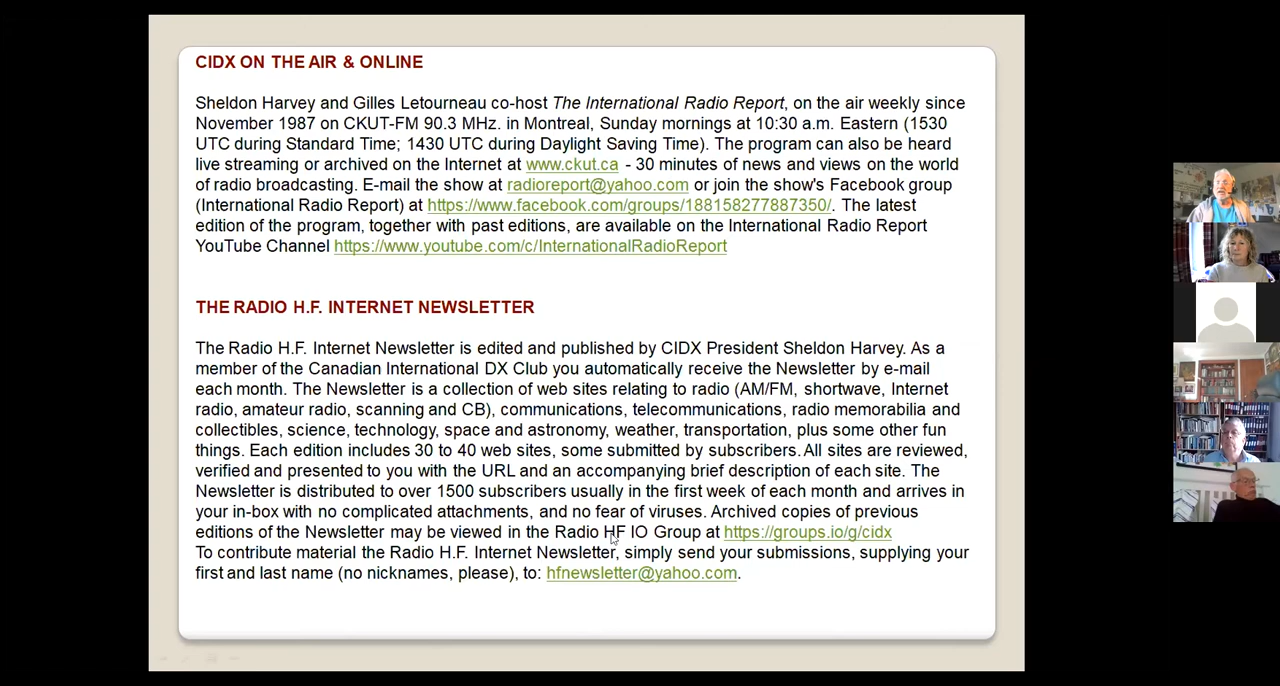 CIDX ON THE AIR & ONLINE
Sheldon Harvey and Gilles Letourneau co-host The International Radio Report, on the air weekly since
November 1987 on CKUT-FM 90.3 MHz. in Montreal, Sunday mornings at 10:30 a.m. Eastern (1530
UTC during Standard Time; 1430 UTC during Daylight Saving Time). The program can also be heard
live streaming or archived on the Internet at www.ckut.ca - 30 minutes of news and views on the world
of radio broadcasting. E-mail the show at radioreport@yahoo.com or join the show's Facebook group
(International Radio Report) at https://www.facebook.com/groups/188158277887350/. The latest
edition of the program, together with past editions, are available on the International Radio Report
YouTube Channel https://www.youtube.com/c/InternationalRadioReport
THE RADIO H.F. INTERNET NEWSLETTER
The Radio H.F. Internet Newsletter is edited and published by CIDX President Sheldon Harvey. As a
member of the Canadian International DX Club you automatically receive the Newsletter by e-mail
each month. The Newsletter is a collection of web sites relating to radio (AM/FM, shortwave, Internet
radio, amateur radio, scanning and CB), communications, telecommunications, radio memorabilia and
collectibles, science, technology, space and astronomy, weather, transportation, plus some other fun
things. Each edition includes 30 to 40 web sites, some submitted by subscribers. All sites are reviewed,
verified and presented to you with the URL and an accompanying brief description of each site. The
Newsletter is distributed to over 1500 subscribers usually in the first week of each month and arrives in
your in-box with no complicated attachments, and no fear of viruses. Archived copies of previous
editions of the Newsletter may be viewed in the Radio HF IO Group at https://groups.io/g/cidx
To contribute material the Radio H.F. Internet Newsletter, simply send your submissions, supplying your
first and last name (no nicknames, please), to: hfnewsletter@yahoo.com.